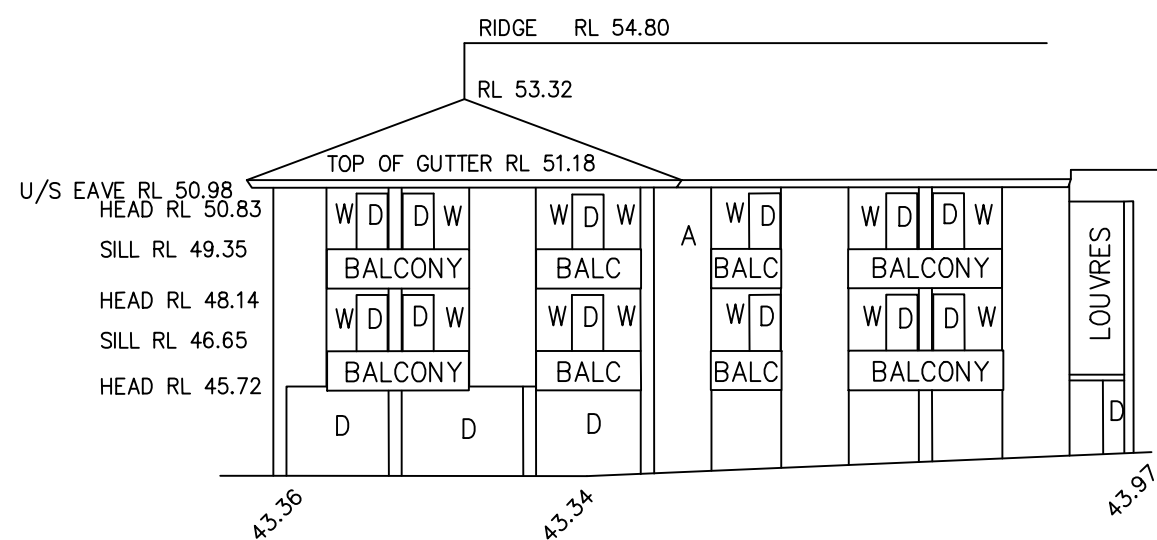 RIDGE RL 54.80
RL 53.32
TOP OF GUTTER RL 51.18
U/S EAVE RL 50.98
HEAD RL 50.83
W D D W W D W W D W D D W
A
SILL RL 49.35
BALCONY BALC BALC BALCONY
LOUVRES
HEAD RL 48.14
W D D W W D W W D W D D W
SILL RL 46.65
BALCONY BALC BALC BALCONY
HEAD RL 45.72
D D D D
43.36 43.34 43.97